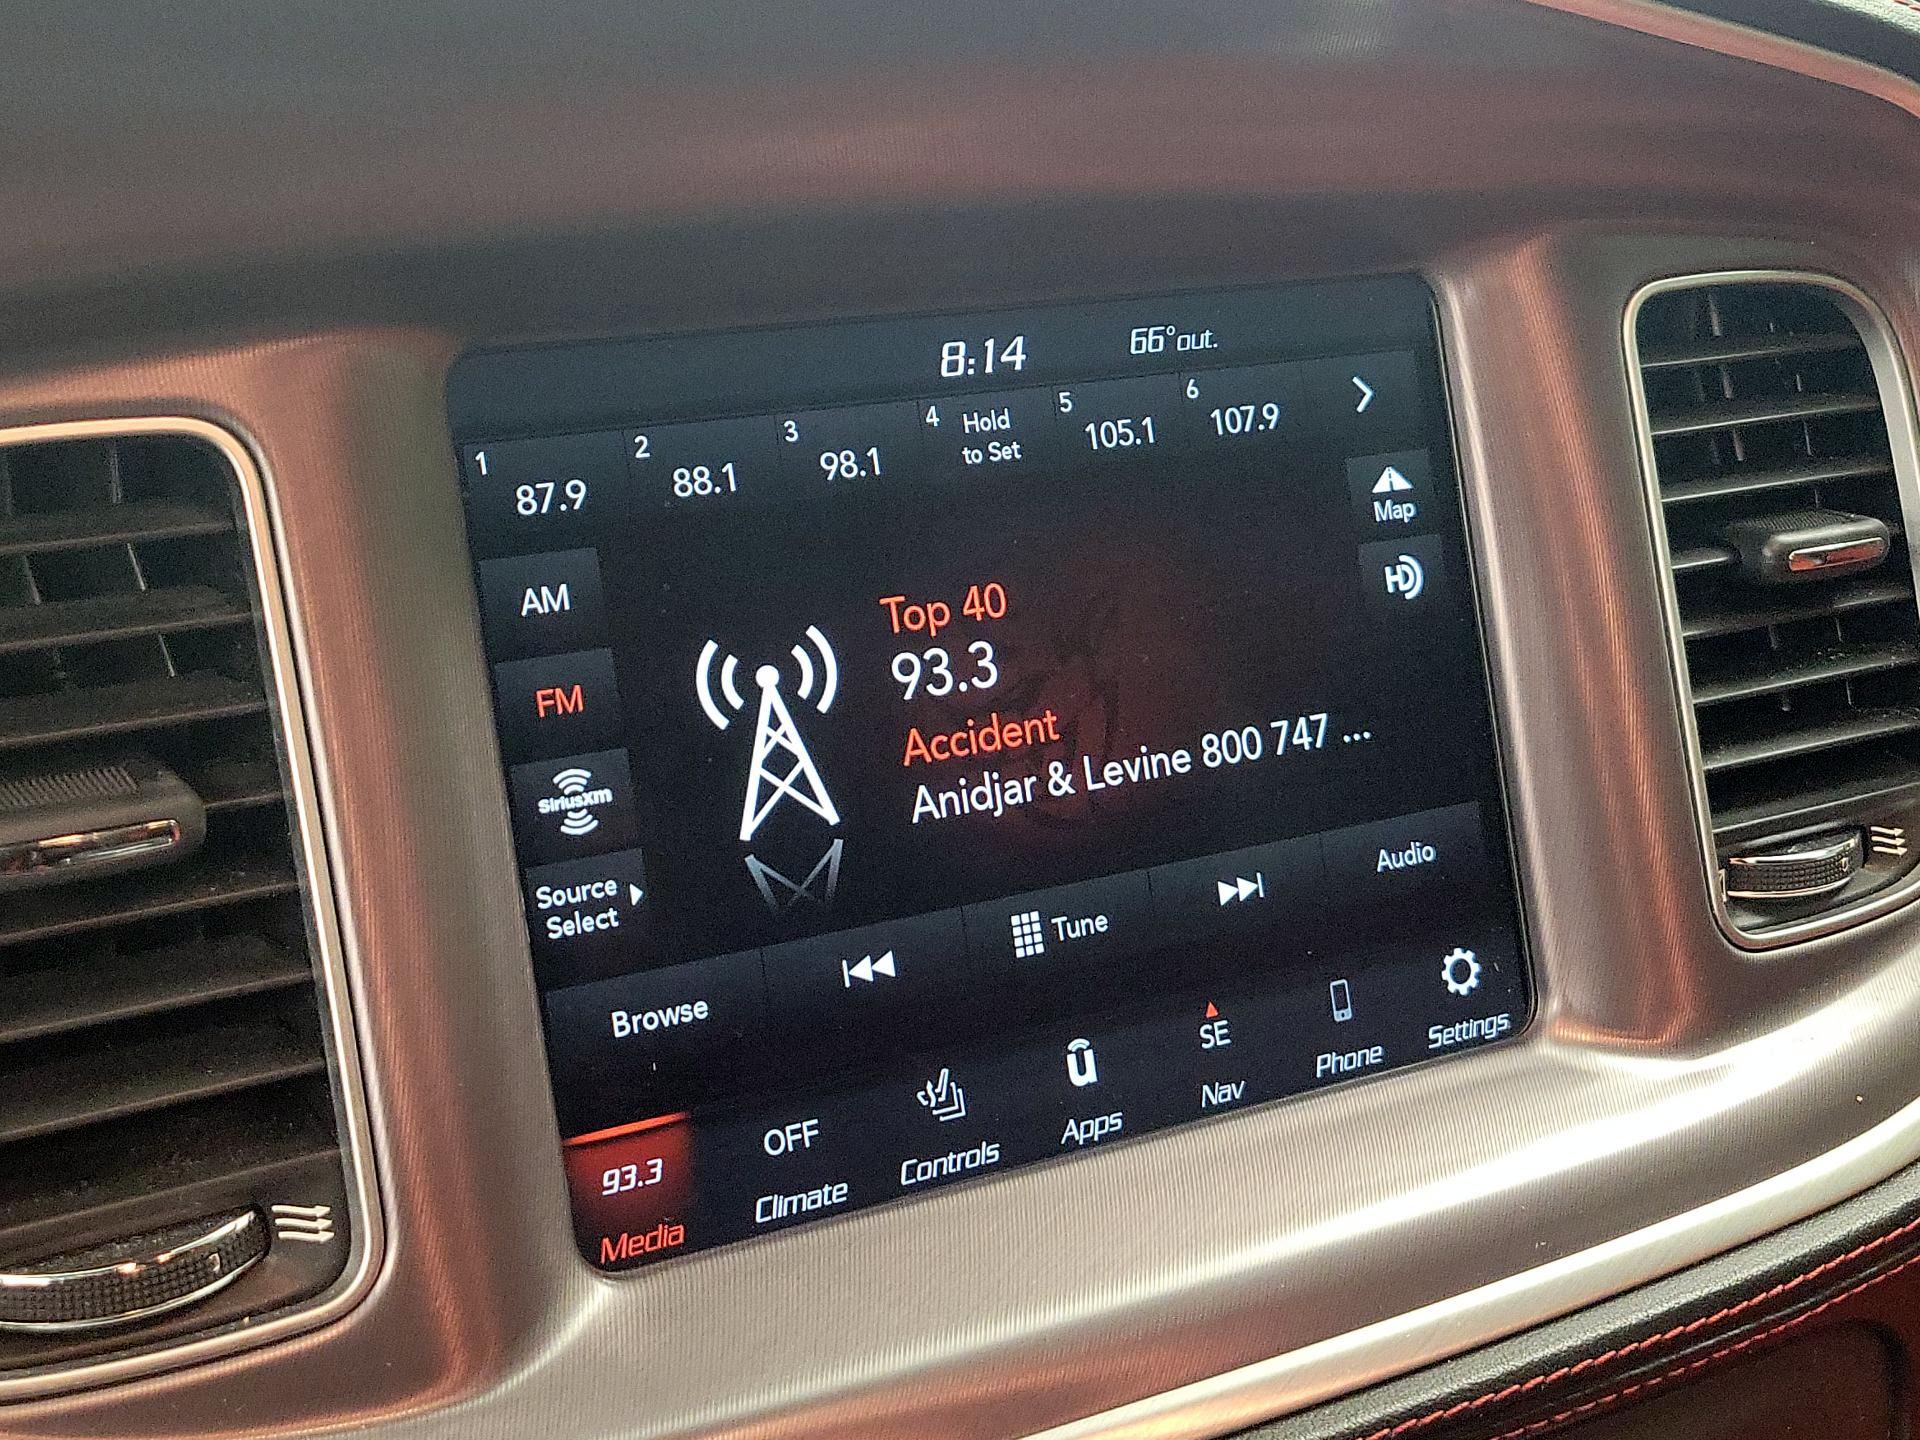 8:14
66°out.
1 87.9
2 88.1
3 98.1
4 Hold
to Set
5 105.1
6 107.9
Map
HD
AM
FM
SiriusXM
Source
Select
Top 40
93.3
Accident
Anidjar & Levine 800 747 ...
Browse
Tune
Audio
93.3
Media
OFF
Climate
Controls
u
Apps
SE
Nav
Phone
Settings